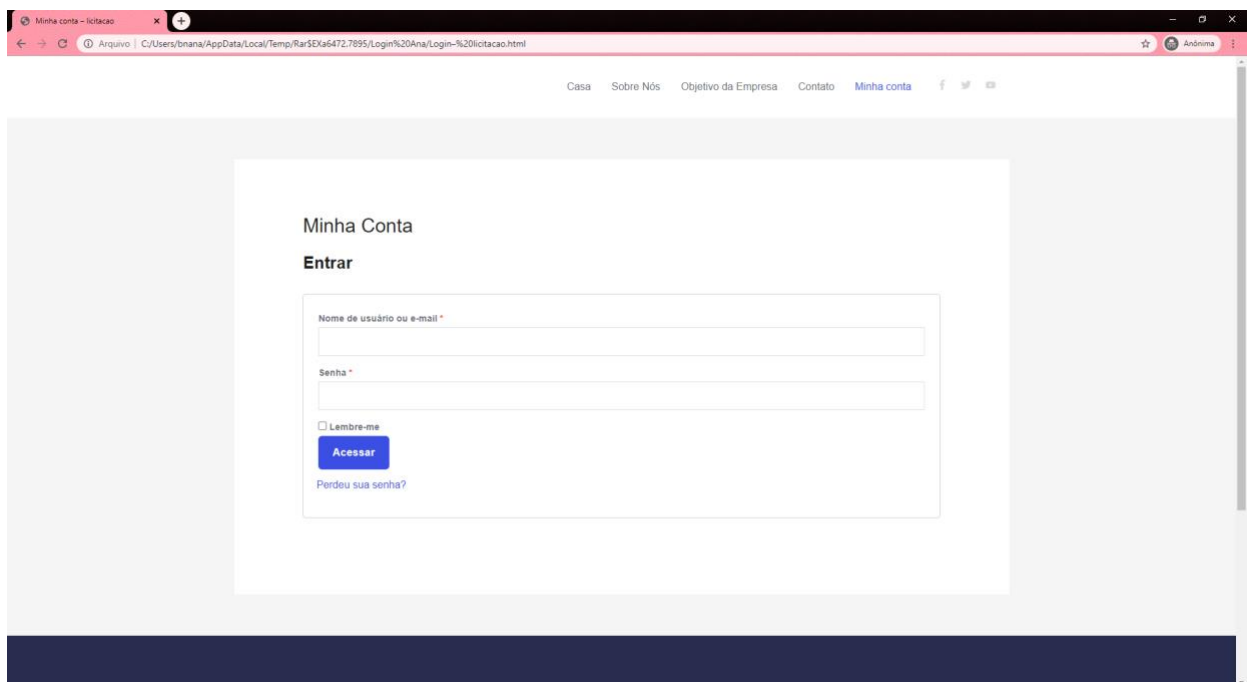 Minha conta – licitacao
Arquivo C:/Users/bnana/AppData/Local/Temp/Rar$EXa6472.7895/Login%20Ana/Login-%20licitacao.html
Anônima
Casa Sobre Nós Objetivo da Empresa Contato Minha conta
Minha Conta
Entrar
Nome de usuário ou e-mail *
Senha *
Lembre-me
Acessar
Perdeu sua senha?